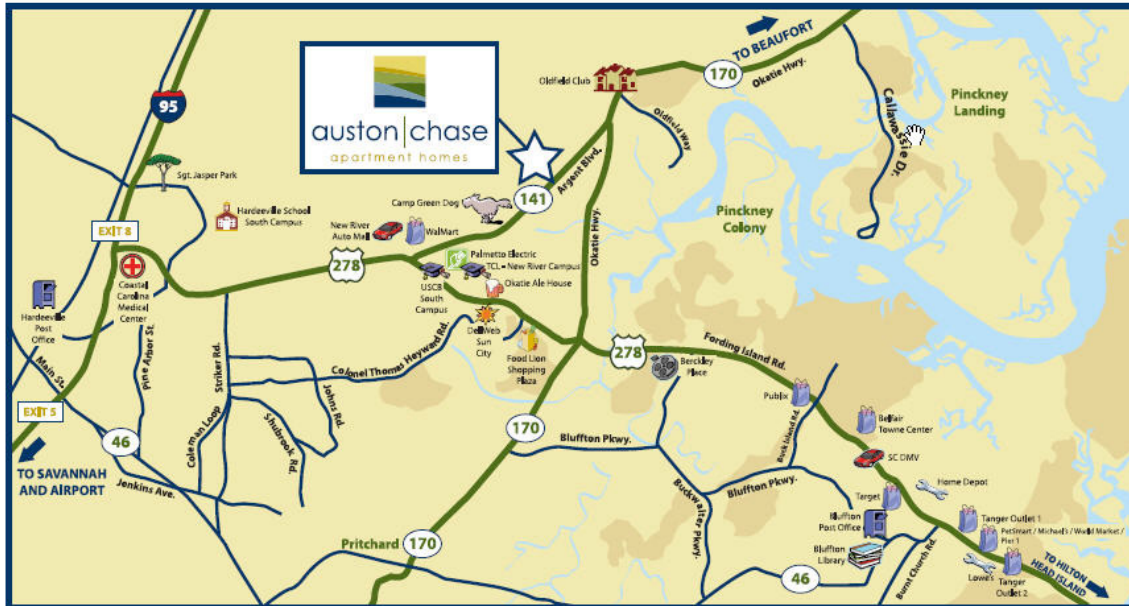 TO BEAUFORT
170
Okatie Hwy.
Oldfield Club
Oldfield Way
Callawassie Dr.
Pinckney
Landing
95
auston|chase
apartment homes
Sgt. Jasper Park
141
Argent Blvd.
Camp Green Dog
Hardeeville School
South Campus
New River
Auto Mall
WalMart
Pinckney
Colony
Okatie Hwy.
EXIT 8
278
Palmetto Electric
TCL - New River Campus
Okatie Ale House
USCB
South
Campus
Coastal
Carolina
Medical
Center
Hardeeville
Post
Office
Pine Arbor St.
Striker Rd.
Colonel Thomas Heyward Rd.
Del Web
Sun
City
Food Lion
Shopping
Plaza
278
Fording Island Rd.
Berckley
Place
Main St.
EXIT 5
Johns Rd.
Coleman Loop
Shubrook Rd.
Publix
Buck Island Rd.
Belfair
Towne Center
46
170
Bluffton Pkwy.
SC DMV
TO SAVANNAH
AND AIRPORT
Jenkins Ave.
Buckwalter Pkwy.
Bluffton Pkwy.
Target
Home Depot
Bluffton
Post Office
Tanger Outlet 1
PetSmart / Michael's / World Market /
Pier 1
Pritchard
170
Bluffton
Library
46
Burnt Church Rd.
Lowe's
Tanger
Outlet 2
TO HILTON
HEAD ISLAND